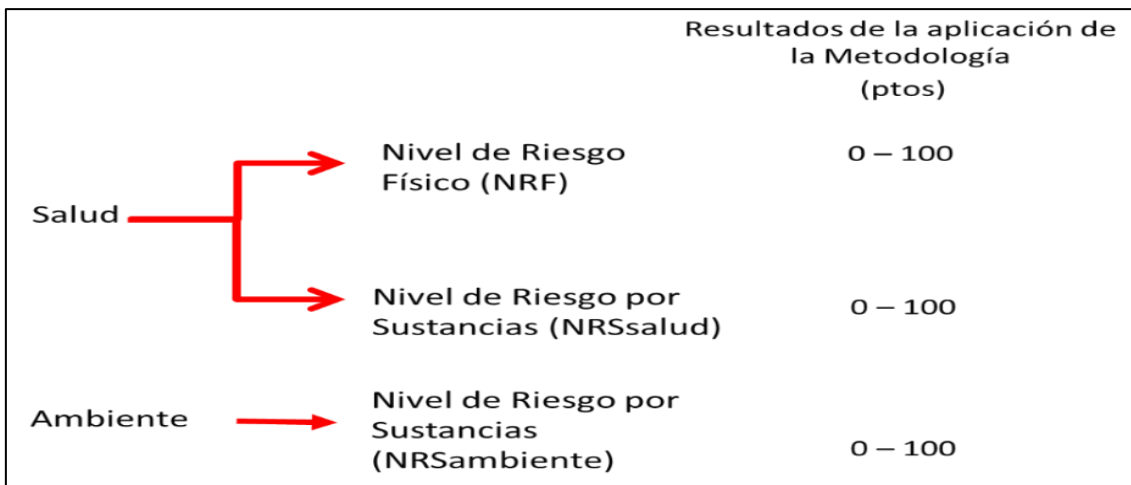 Resultados de la aplicación de
la Metodología
(ptos)
Nivel de Riesgo
Físico (NRF)
0 – 100
Salud
Nivel de Riesgo por
Sustancias (NRSsalud)
0 – 100
Ambiente
Nivel de Riesgo por
Sustancias
(NRSambiente)
0 – 100